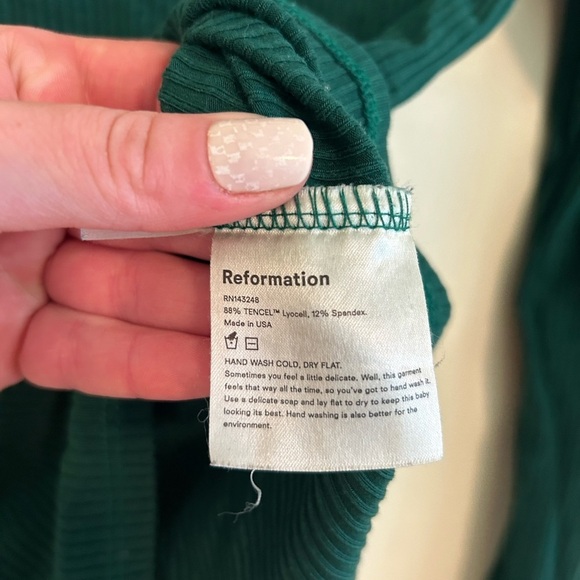 Reformation
RN143248
88% TENCEL™ Lyocell, 12% Spandex.
Made in USA
HAND WASH COLD, DRY FLAT.
Sometimes you feel a little delicate. Well, this garment
feels that way all the time, so you've got to hand wash it.
Use a delicate soap and lay flat to dry to keep this baby
looking its best. Hand washing is also better for the
environment.